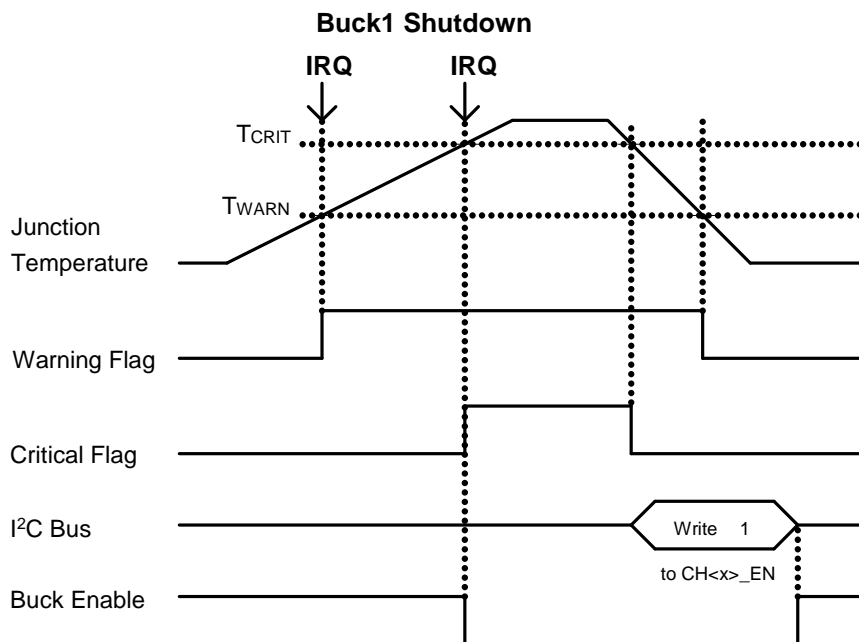 Buck1 Shutdown
IRQ IRQ
TCRIT
TWARN
Junction
Temperature
Warning Flag
Critical Flag
I²C Bus
Write 1
to CH<x>_EN
Buck Enable